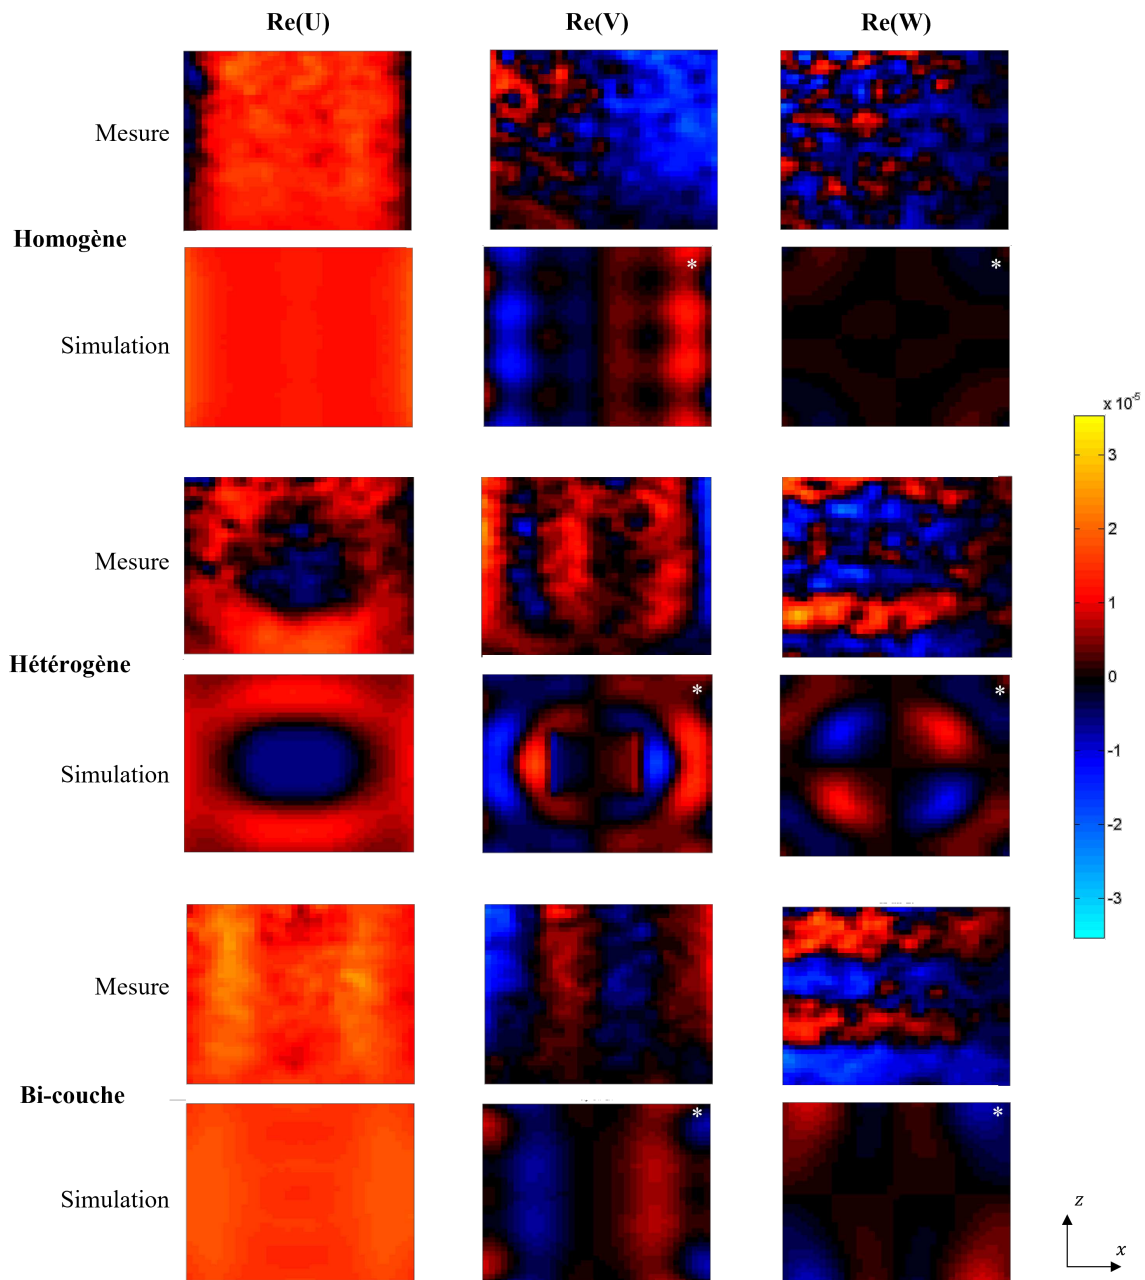 Re(U) Re(V) Re(W)
Mesure
Homogène
*
*
Simulation
x 10⁻⁵
3
Mesure
2
1
Hétérogène
0
*
*
Simulation
-1
-2
-3
Mesure
Bi-couche
*
*
Simulation
z
x